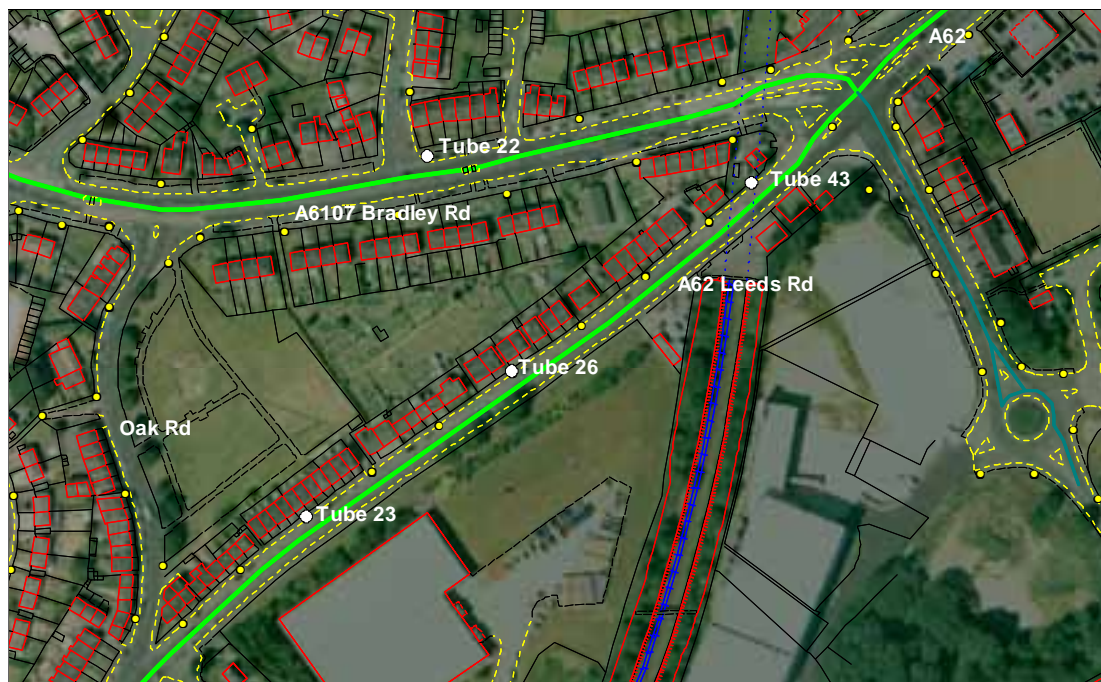 A62
Tube 22
Tube 43
A6107 Bradley Rd
A62 Leeds Rd
Tube 26
Oak Rd
Tube 23